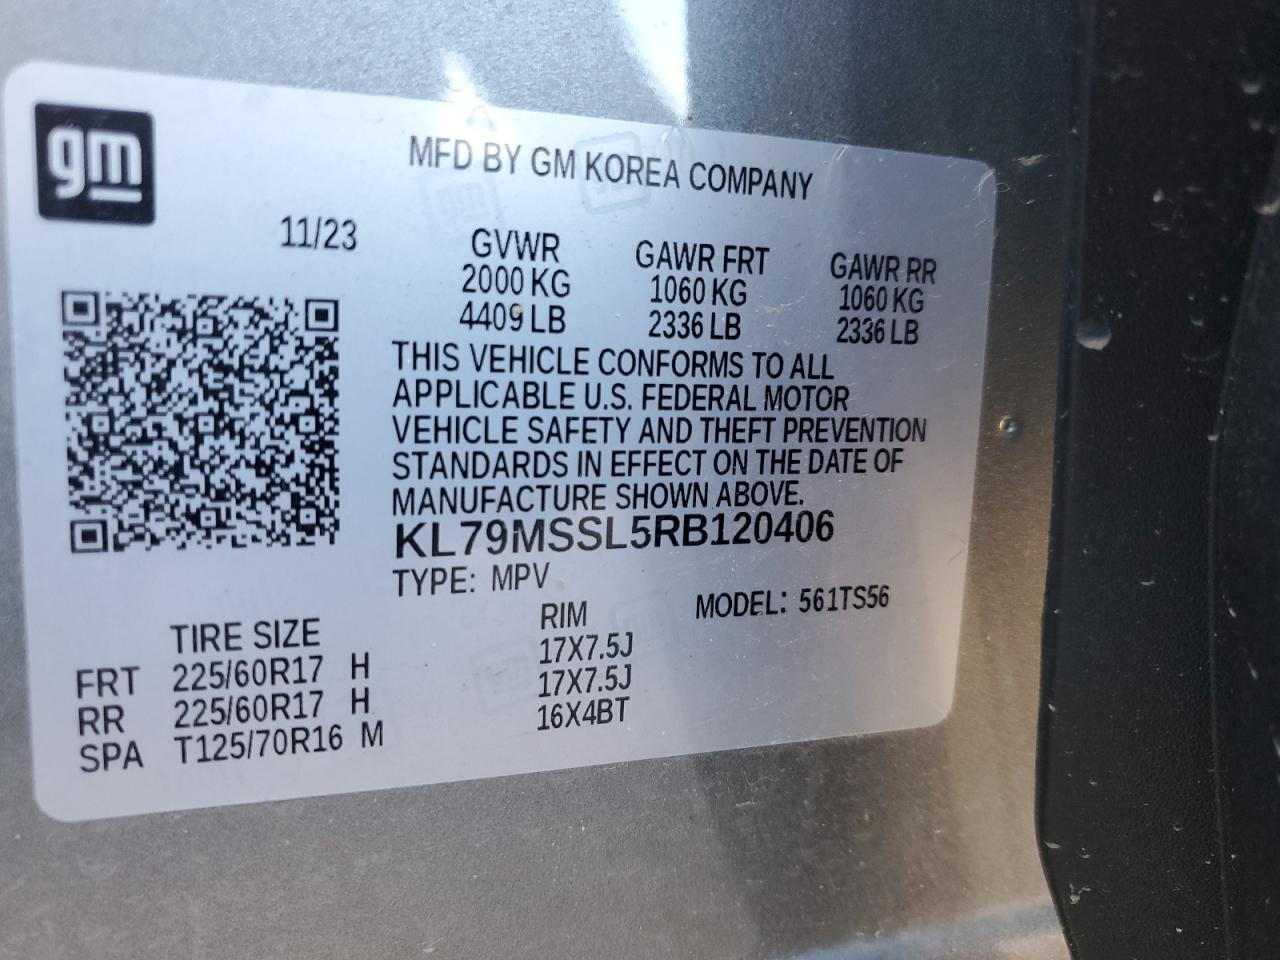 gm
MFD BY GM KOREA COMPANY
11/23
GVWR GAWR FRT GAWR RR
2000 KG 1060 KG 1060 KG
4409 LB 2336 LB 2336 LB
THIS VEHICLE CONFORMS TO ALL
APPLICABLE U.S. FEDERAL MOTOR
VEHICLE SAFETY AND THEFT PREVENTION
STANDARDS IN EFFECT ON THE DATE OF
MANUFACTURE SHOWN ABOVE.
KL79MSSL5RB120406
TYPE: MPV MODEL: 561TS56
TIRE SIZE RIM
FRT 225/60R17 H 17X7.5J
RR 225/60R17 H 17X7.5J
SPA T125/70R16 M 16X4BT